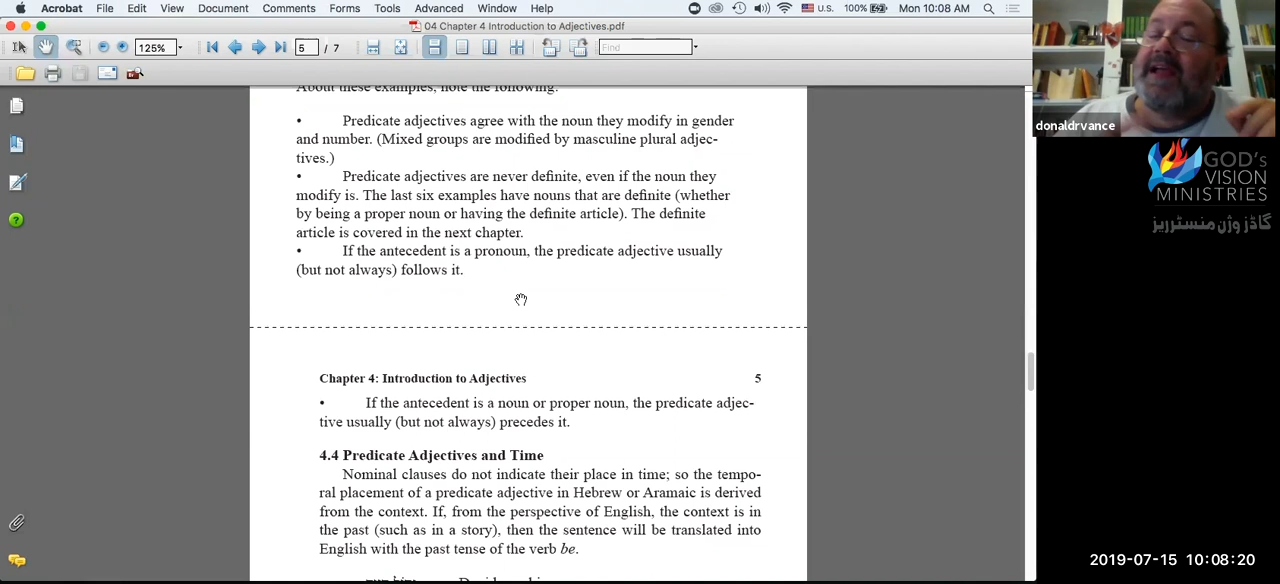 Acrobat File Edit View Document Comments Forms Tools Advanced Window Help U.S. 100% Mon 10:08 AM
04 Chapter 4 Introduction to Adjectives.pdf
125% 5 / 7 Find
About these examples, note the following:
• Predicate adjectives agree with the noun they modify in gender
and number. (Mixed groups are modified by masculine plural adjec-
tives.)
• Predicate adjectives are never definite, even if the noun they
modify is. The last six examples have nouns that are definite (whether
by being a proper noun or having the definite article). The definite
article is covered in the next chapter.
• If the antecedent is a pronoun, the predicate adjective usually
(but not always) follows it.
Chapter 4: Introduction to Adjectives 5
• If the antecedent is a noun or proper noun, the predicate adjec-
tive usually (but not always) precedes it.
4.4 Predicate Adjectives and Time
Nominal clauses do not indicate their place in time; so the tempo-
ral placement of a predicate adjective in Hebrew or Aramaic is derived
from the context. If, from the perspective of English, the context is in
the past (such as in a story), then the sentence will be translated into
English with the past tense of the verb be.
donaldrvance
GOD's
VISION
MINISTRIES
گاڈز وژن منسٹریز
2019-07-15 10:08:20